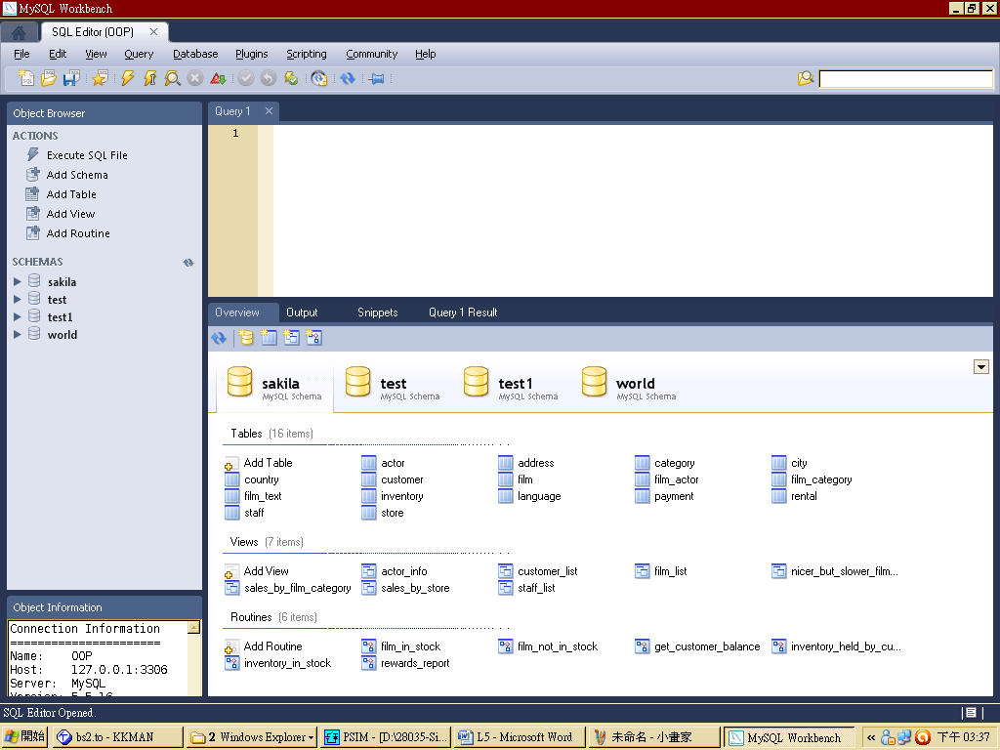 MySQL Workbench
SQL Editor (OOP)
File Edit View Query Database Plugins Scripting Community Help
Object Browser
ACTIONS
Execute SQL File
Add Schema
Add Table
Add View
Add Routine
SCHEMAS
sakila
test
test1
world
Query 1
1
Overview Output Snippets Query 1 Result
sakila test test1 world
MySQL Schema MySQL Schema MySQL Schema MySQL Schema
Tables (16 items)
Add Table actor address category city
country customer film film_actor film_category
film_text inventory language payment rental
staff store
Views (7 items)
Add View actor_info customer_list film_list nicer_but_slower_film...
sales_by_film_category sales_by_store staff_list
Routines (6 items)
Add Routine film_in_stock film_not_in_stock get_customer_balance inventory_held_by_cu...
inventory_in_stock rewards_report
Object Information
Connection Information
======================
Name: OOP
Host: 127.0.0.1:3306
Server: MySQL
Version: 5.5.16
SQL Editor Opened.
開始 bs2.to - KKMAN 2 Windows Explorer PSIM - [D:\28035-Si... L5 - Microsoft Word 未命名 - 小畫家 MySQL Workbench 下午 03:37